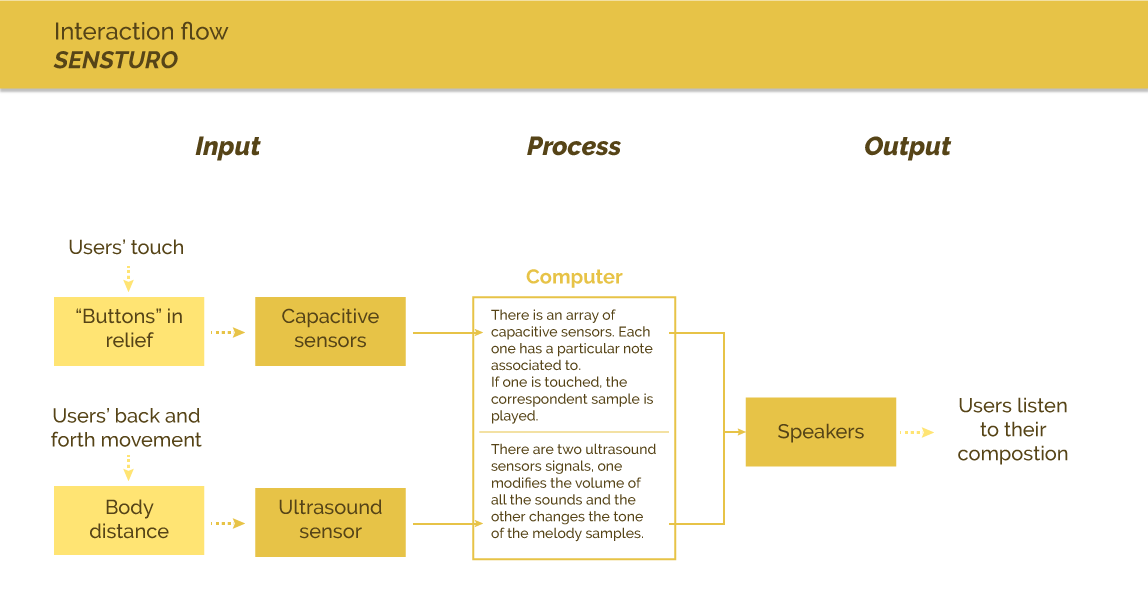 Interaction flow
SENSTURO
Input
Process
Output
Users’ touch
“Buttons” in
relief
Capacitive
sensors
Users’ back and
forth movement
Body
distance
Ultrasound
sensor
Computer
There is an array of
capacitive sensors. Each
one has a particular note
associated to.
If one is touched, the
correspondent sample is
played.
There are two ultrasound
sensors signals, one
modifies the volume of
all the sounds and the
other changes the tone
of the melody samples.
Speakers
Users listen
to their
compostion